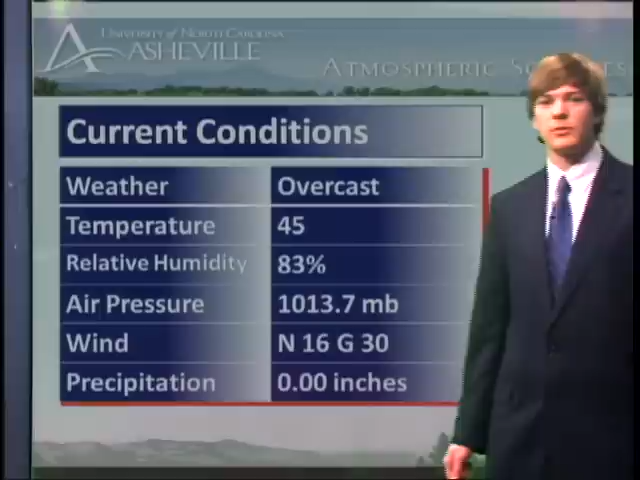 University of North Carolina
Asheville
Atmospheric Sciences
Current Conditions
Weather Overcast
Temperature 45
Relative Humidity 83%
Air Pressure 1013.7 mb
Wind N 16 G 30
Precipitation 0.00 inches